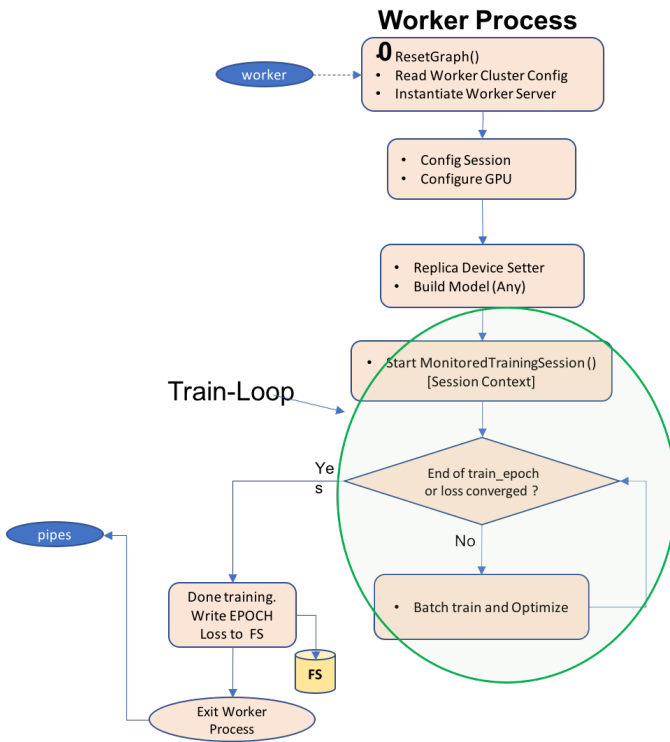 Worker Process
0
worker
• ResetGraph()
• Read Worker Cluster Config
• Instantiate Worker Server
• Config Session
• Configure GPU
• Replica Device Setter
• Build Model (Any)
• Start MonitoredTrainingSession ()
[Session Context]
Train-Loop
End of train_epoch
or loss converged ?
Ye
s
No
• Batch train and Optimize
pipes
Done training.
Write EPOCH
Loss to FS
FS
Exit Worker
Process